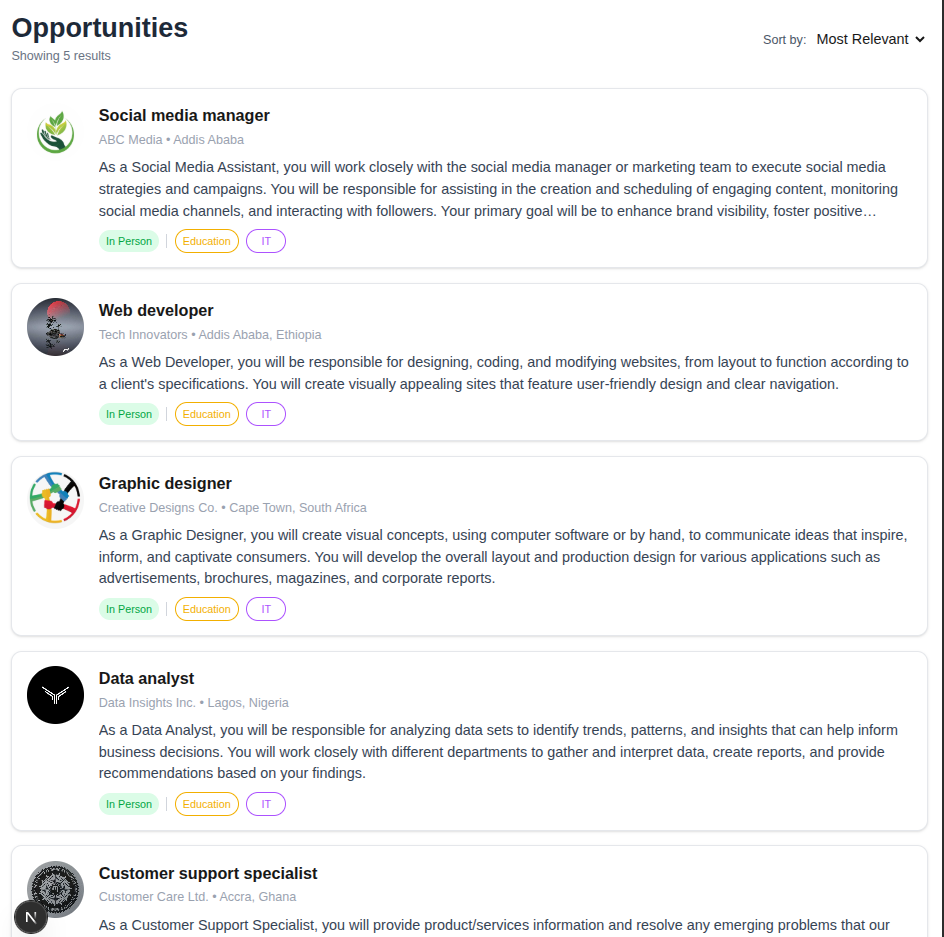 Opportunities
Showing 5 results
Sort by: Most Relevant
Social media manager
ABC Media • Addis Ababa
As a Social Media Assistant, you will work closely with the social media manager or marketing team to execute social media
strategies and campaigns. You will be responsible for assisting in the creation and scheduling of engaging content, monitoring
social media channels, and interacting with followers. Your primary goal will be to enhance brand visibility, foster positive…
In Person | Education IT
Web developer
Tech Innovators • Addis Ababa, Ethiopia
As a Web Developer, you will be responsible for designing, coding, and modifying websites, from layout to function according to
a client's specifications. You will create visually appealing sites that feature user-friendly design and clear navigation.
In Person | Education IT
Graphic designer
Creative Designs Co. • Cape Town, South Africa
As a Graphic Designer, you will create visual concepts, using computer software or by hand, to communicate ideas that inspire,
inform, and captivate consumers. You will develop the overall layout and production design for various applications such as
advertisements, brochures, magazines, and corporate reports.
In Person | Education IT
Data analyst
Data Insights Inc. • Lagos, Nigeria
As a Data Analyst, you will be responsible for analyzing data sets to identify trends, patterns, and insights that can help inform
business decisions. You will work closely with different departments to gather and interpret data, create reports, and provide
recommendations based on your findings.
In Person | Education IT
Customer support specialist
Customer Care Ltd. • Accra, Ghana
N
As a Customer Support Specialist, you will provide product/services information and resolve any emerging problems that our